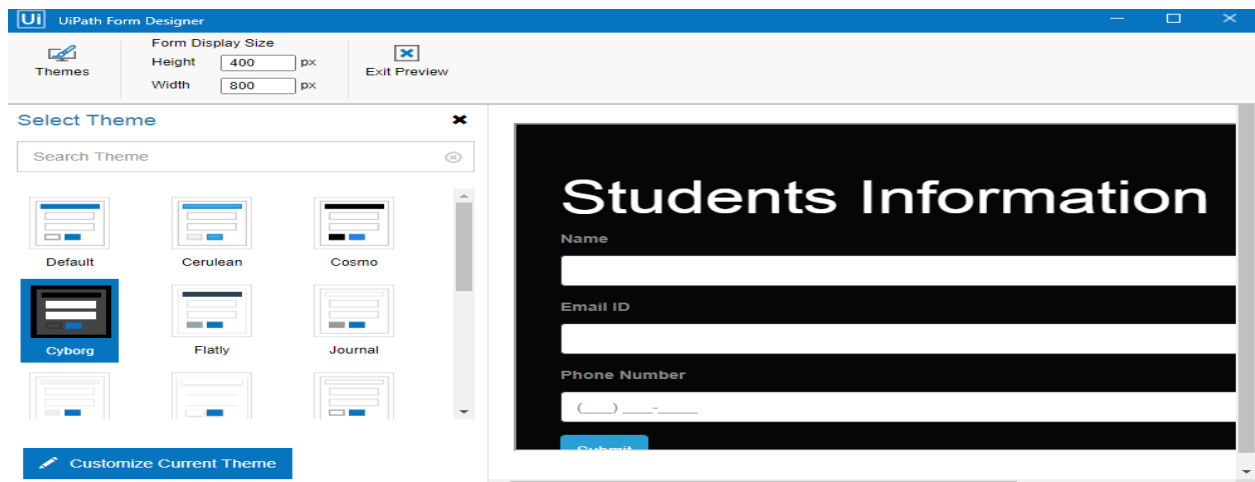 Ui UiPath Form Designer
Themes
Form Display Size
Height 400 px
Width 800 px
Exit Preview
Select Theme
Search Theme
Default Cerulean Cosmo
Cyborg Flatly Journal
Customize Current Theme
Students Information
Name
Email ID
Phone Number
(___) ___-____
Submit